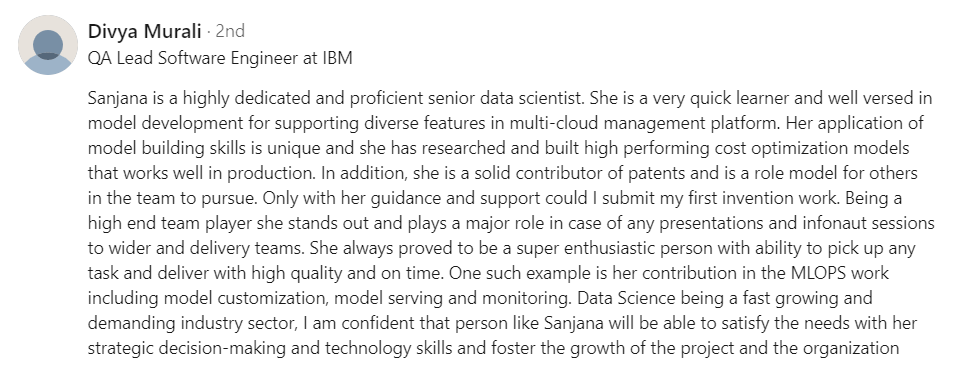 Divya Murali · 2nd
QA Lead Software Engineer at IBM
Sanjana is a highly dedicated and proficient senior data scientist. She is a very quick learner and well versed in
model development for supporting diverse features in multi-cloud management platform. Her application of
model building skills is unique and she has researched and built high performing cost optimization models
that works well in production. In addition, she is a solid contributor of patents and is a role model for others
in the team to pursue. Only with her guidance and support could I submit my first invention work. Being a
high end team player she stands out and plays a major role in case of any presentations and infonaut sessions
to wider and delivery teams. She always proved to be a super enthusiastic person with ability to pick up any
task and deliver with high quality and on time. One such example is her contribution in the MLOPS work
including model customization, model serving and monitoring. Data Science being a fast growing and
demanding industry sector, I am confident that person like Sanjana will be able to satisfy the needs with her
strategic decision-making and technology skills and foster the growth of the project and the organization